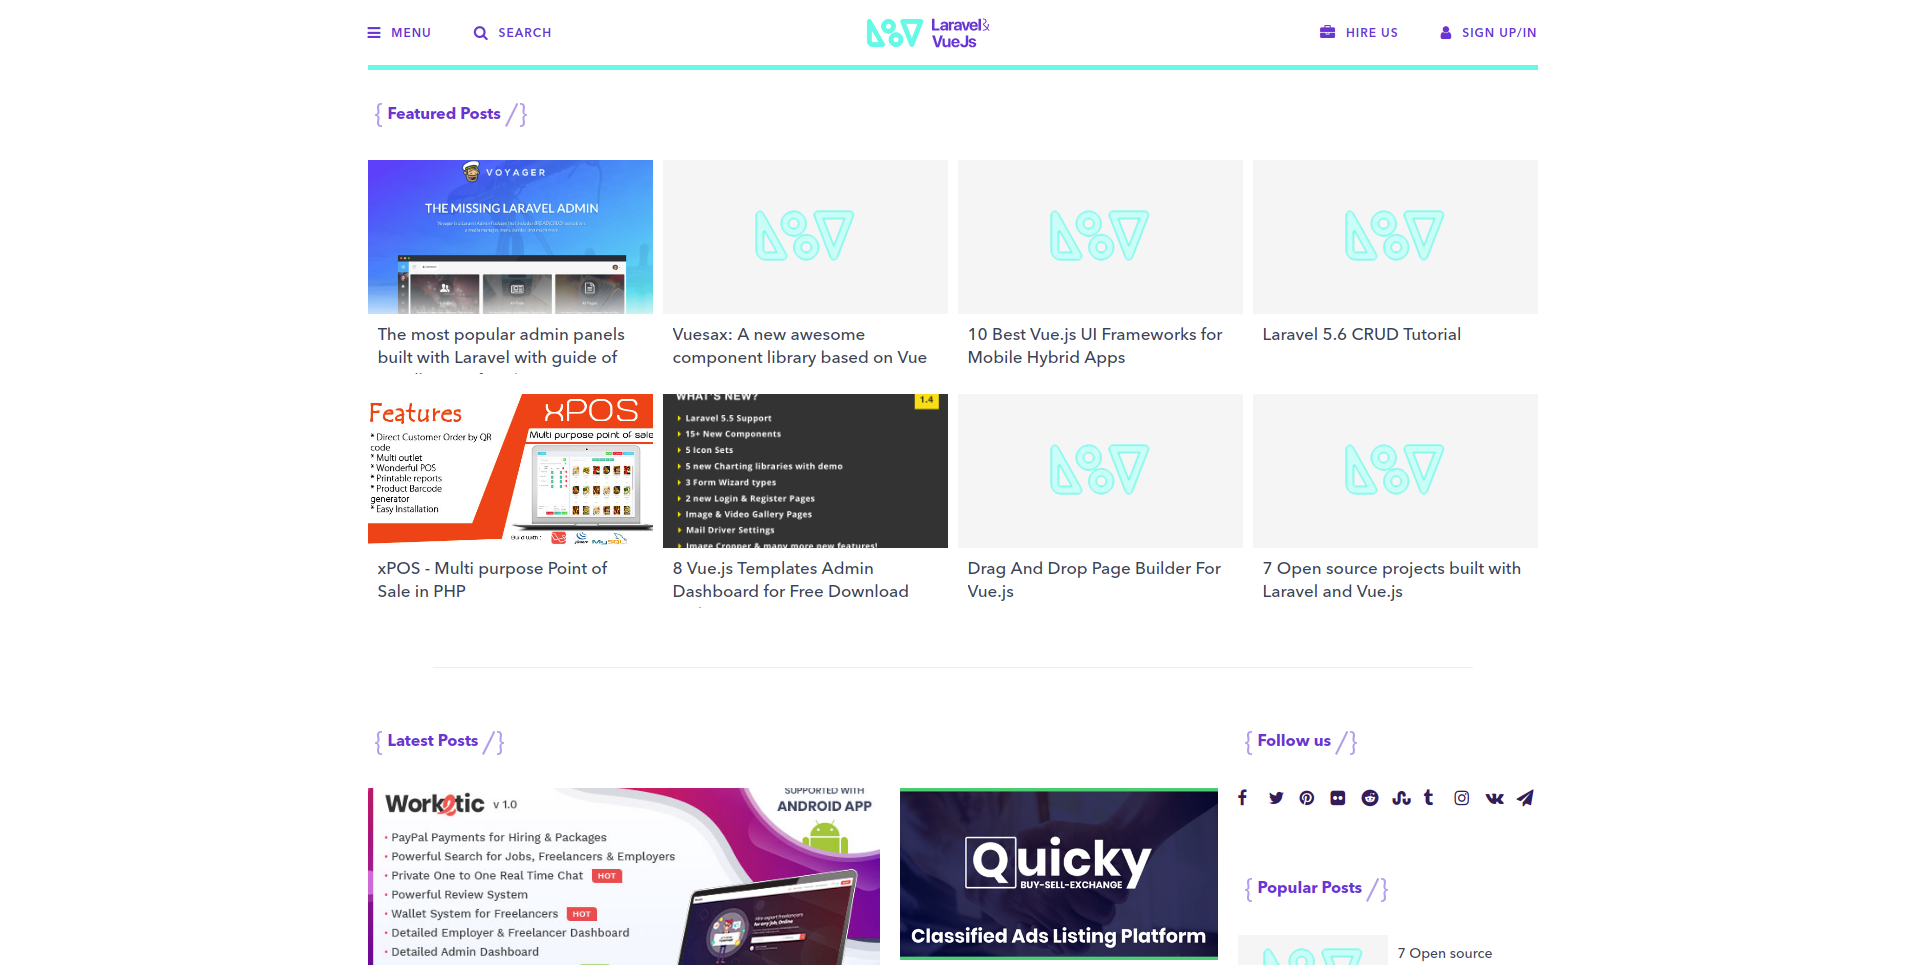 MENU
SEARCH
Laravel&
VueJs
HIRE US
SIGN UP/IN
{ Featured Posts /}
VOYAGER
THE MISSING LARAVEL ADMIN
The most popular admin panels
built with Laravel with guide of
Vuesax: A new awesome
component library based on Vue
10 Best Vue.js UI Frameworks for
Mobile Hybrid Apps
Laravel 5.6 CRUD Tutorial
Features
* Direct Customer Order by QR
code
* Multi outlet
* Wonderful POS
* Printable reports
* Product Barcode
generator
* Easy Installation
xPOS
Multi purpose point of sale
Build with :
MySQL
WHAT'S NEW?
1.4
Laravel 5.5 Support
15+ New Components
5 Icon Sets
5 new Charting libraries with demo
3 Form Wizard types
2 new Login & Register Pages
Image & Video Gallery Pages
Mail Driver Settings
Image Cropper & many more new features!
xPOS - Multi purpose Point of
Sale in PHP
8 Vue.js Templates Admin
Dashboard for Free Download
Drag And Drop Page Builder For
Vue.js
7 Open source projects built with
Laravel and Vue.js
{ Latest Posts /}
Worketic v 1.0
SUPPORTED WITH
ANDROID APP
• PayPal Payments for Hiring & Packages
• Powerful Search for Jobs, Freelancers & Employers
• Private One to One Real Time Chat HOT
• Powerful Review System
• Wallet System for Freelancers HOT
• Detailed Employer & Freelancer Dashboard
• Detailed Admin Dashboard
Quicky
BUY-SELL-EXCHANGE
Classified Ads Listing Platform
{ Follow us /}
{ Popular Posts /}
7 Open source